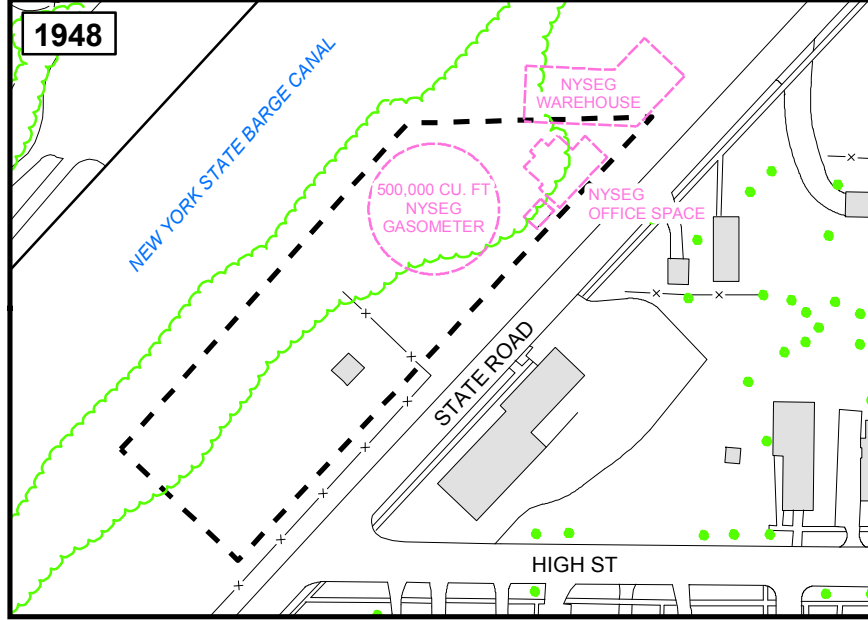 1948
NEW YORK STATE BARGE CANAL
NYSEG
WAREHOUSE
500,000 CU. FT
NYSEG
GASOMETER
NYSEG
OFFICE SPACE
STATE ROAD
HIGH ST